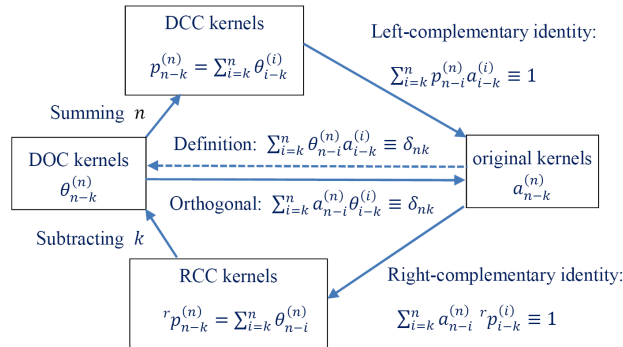 DCC kernels
$p_{n-k}^{(n)} = \sum_{i=k}^{n} \theta_{i-k}^{(i)}$
Left-complementary identity:
$\sum_{i=k}^{n} p_{n-i}^{(n)} a_{i-k}^{(i)} \equiv 1$
Summing n
DOC kernels
$\theta_{n-k}^{(n)}$
Definition: $\sum_{i=k}^{n} \theta_{n-i}^{(n)} a_{i-k}^{(i)} \equiv \delta_{nk}$
Orthogonal: $\sum_{i=k}^{n} a_{n-i}^{(n)} \theta_{i-k}^{(i)} \equiv \delta_{nk}$
original kernels
$a_{n-k}^{(n)}$
Subtracting k
RCC kernels
${}^{r}p_{n-k}^{(n)} = \sum_{i=k}^{n} \theta_{n-i}^{(n)}$
Right-complementary identity:
$\sum_{i=k}^{n} a_{n-i}^{(n)} \, {}^{r}p_{i-k}^{(i)} \equiv 1$